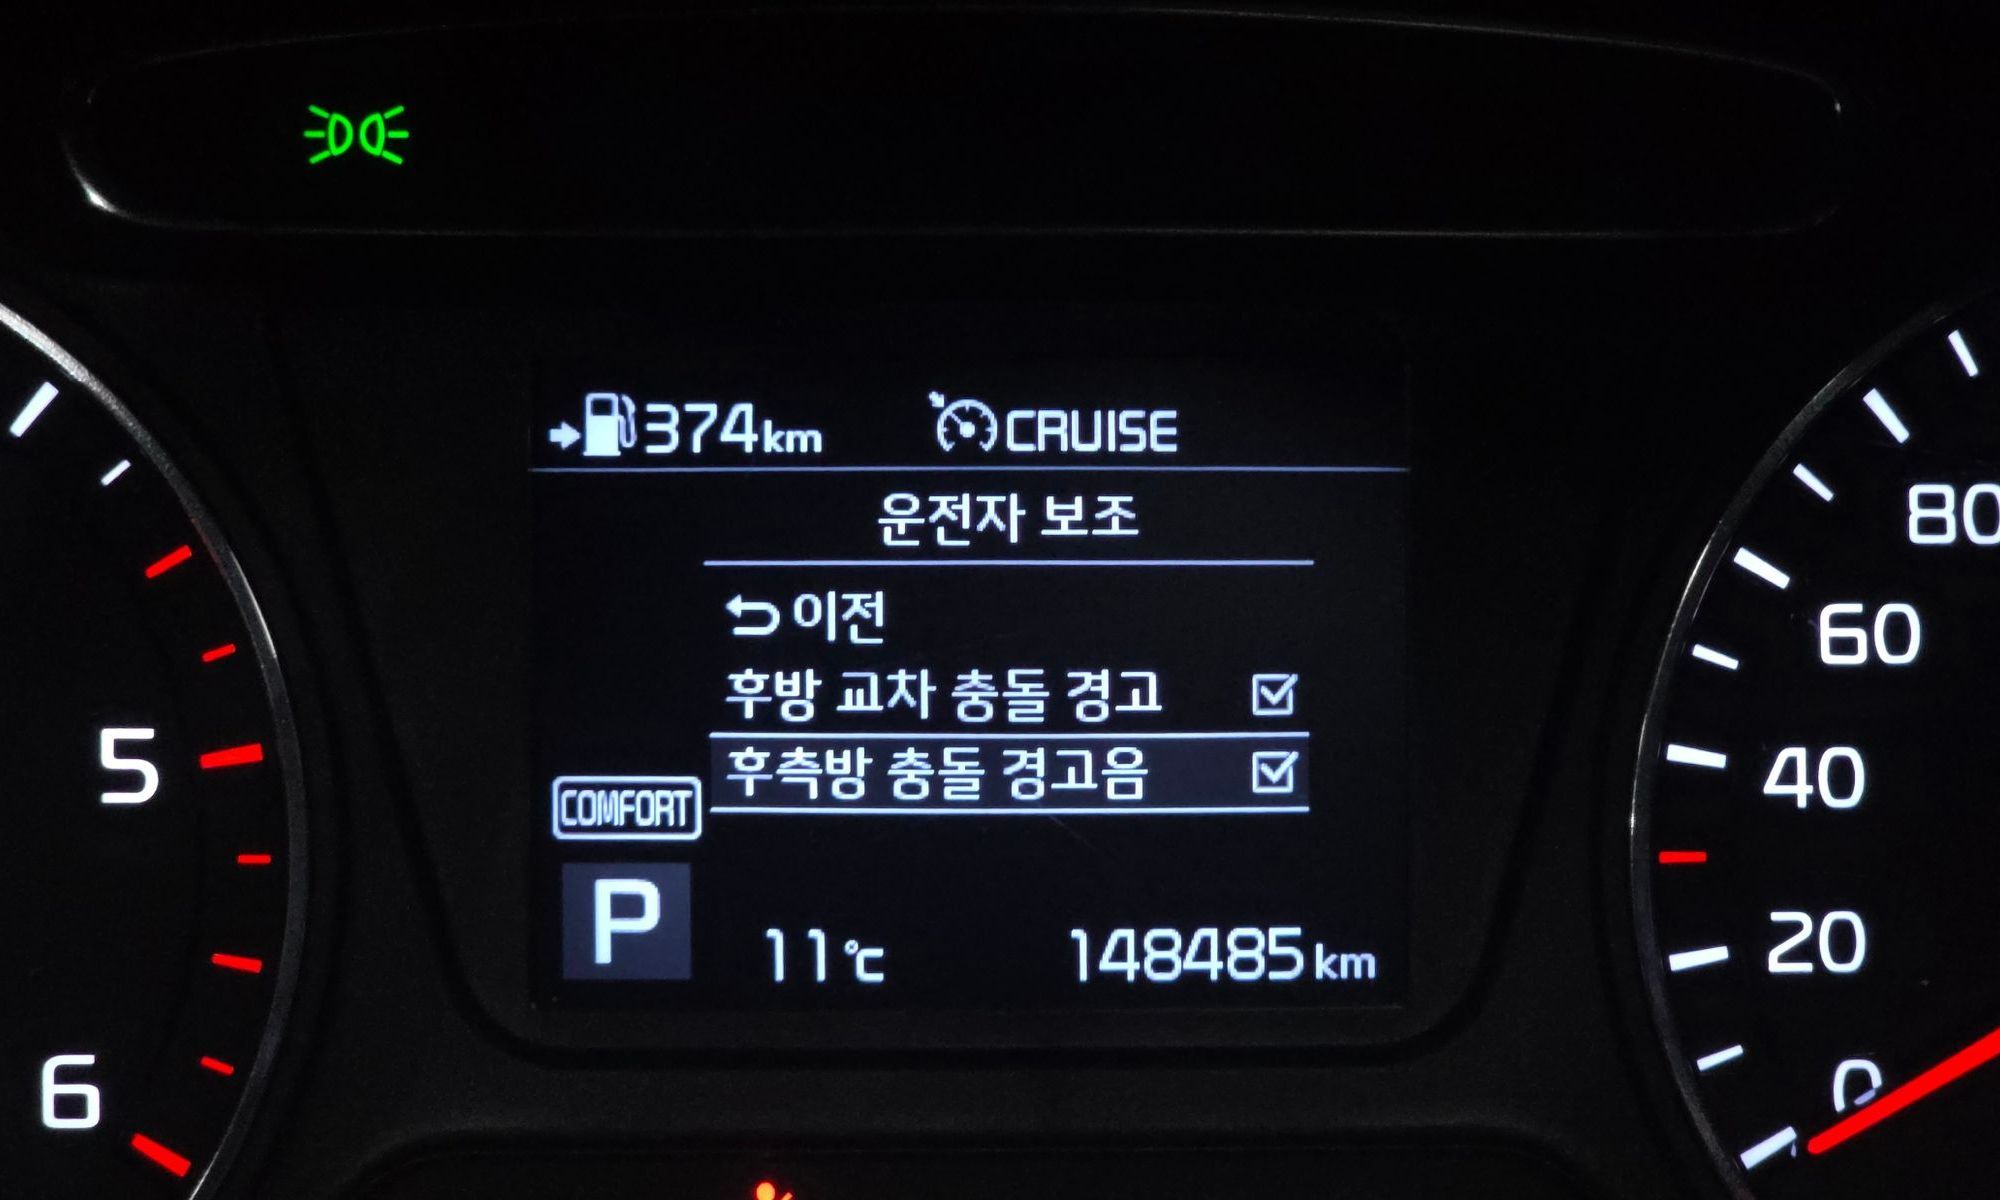 374km CRUISE
운전자 보조
이전
후방 교차 충돌 경고
후측방 충돌 경고음
COMFORT
P 11℃ 148485km
5
6
80
60
40
20
0